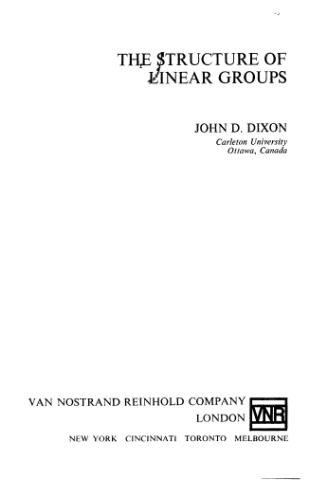 THE STRUCTURE OF
LINEAR GROUPS
JOHN D. DIXON
Carleton University
Ottawa, Canada
VAN NOSTRAND REINHOLD COMPANY
LONDON
VNR
NEW YORK CINCINNATI TORONTO MELBOURNE